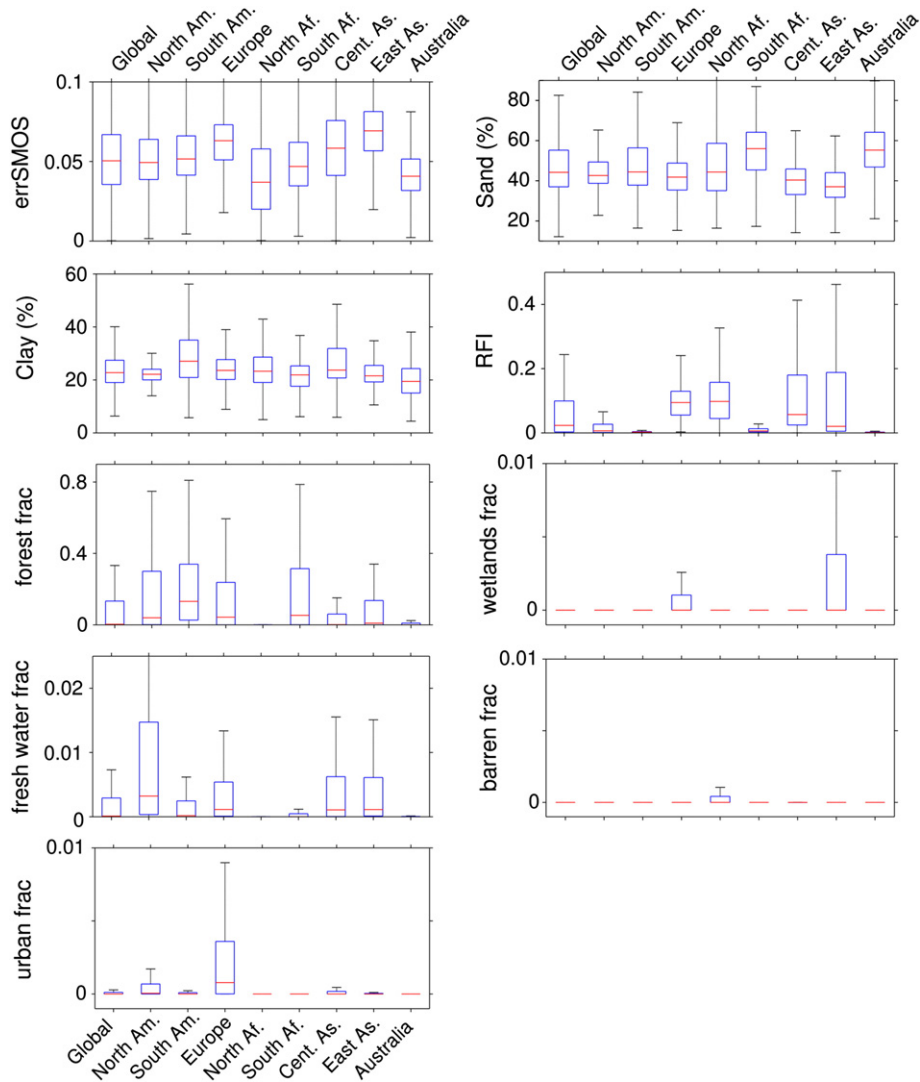 Global North Am. South Am. Europe North Af. South Af. Cent. As. East As. Australia
errSMOS
0.1
0.05
0
Global North Am. South Am. Europe North Af. South Af. Cent. As. East As. Australia
Sand (%)
80
60
40
20
Clay (%)
60
40
20
0
RFI
0.4
0.2
0
forest frac
0.8
0.4
0
wetlands frac
0.01
0
fresh water frac
0.02
0.01
0
barren frac
0.01
0
urban frac
0.01
0
Global North Am. South Am. Europe North Af. South Af. Cent. As. East As. Australia